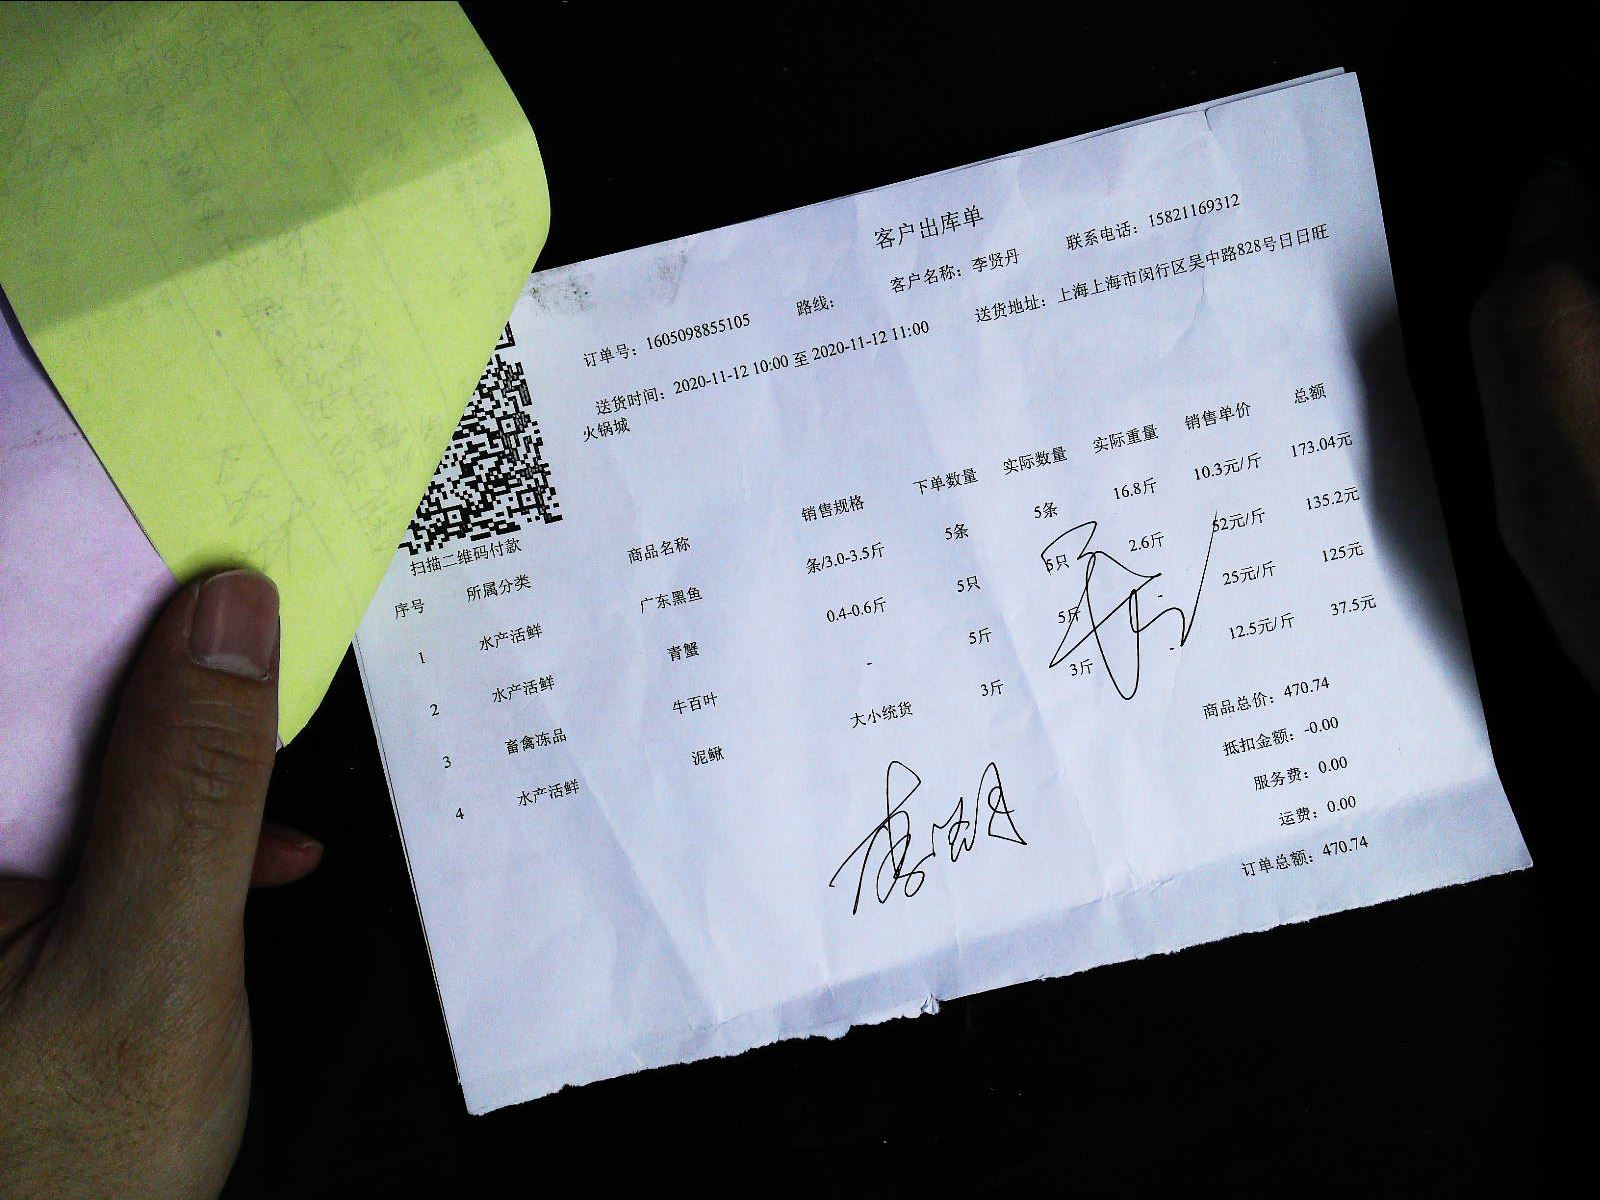 客户出库单
订单号：1605098855105 路线： 客户名称：李贤丹 联系电话：15821169312
送货时间：2020-11-12 10:00 至 2020-11-12 11:00 送货地址：上海上海市闵行区吴中路828号日日旺
火锅城
扫描二维码付款
序号 所属分类 商品名称 销售规格 下单数量 实际数量 实际重量 销售单价 总额
1 水产活鲜 广东黑鱼 条/3.0-3.5斤 5条 5条 16.8斤 10.3元/斤 173.04元
2 水产活鲜 青蟹 0.4-0.6斤 5只 5只 2.6斤 52元/斤 135.2元
3 畜禽冻品 牛百叶 - 5斤 5斤 - 25元/斤 125元
4 水产活鲜 泥鳅 大小统货 3斤 3斤 - 12.5元/斤 37.5元
商品总价：470.74
抵扣金额：-0.00
服务费：0.00
运费：0.00
订单总额：470.74